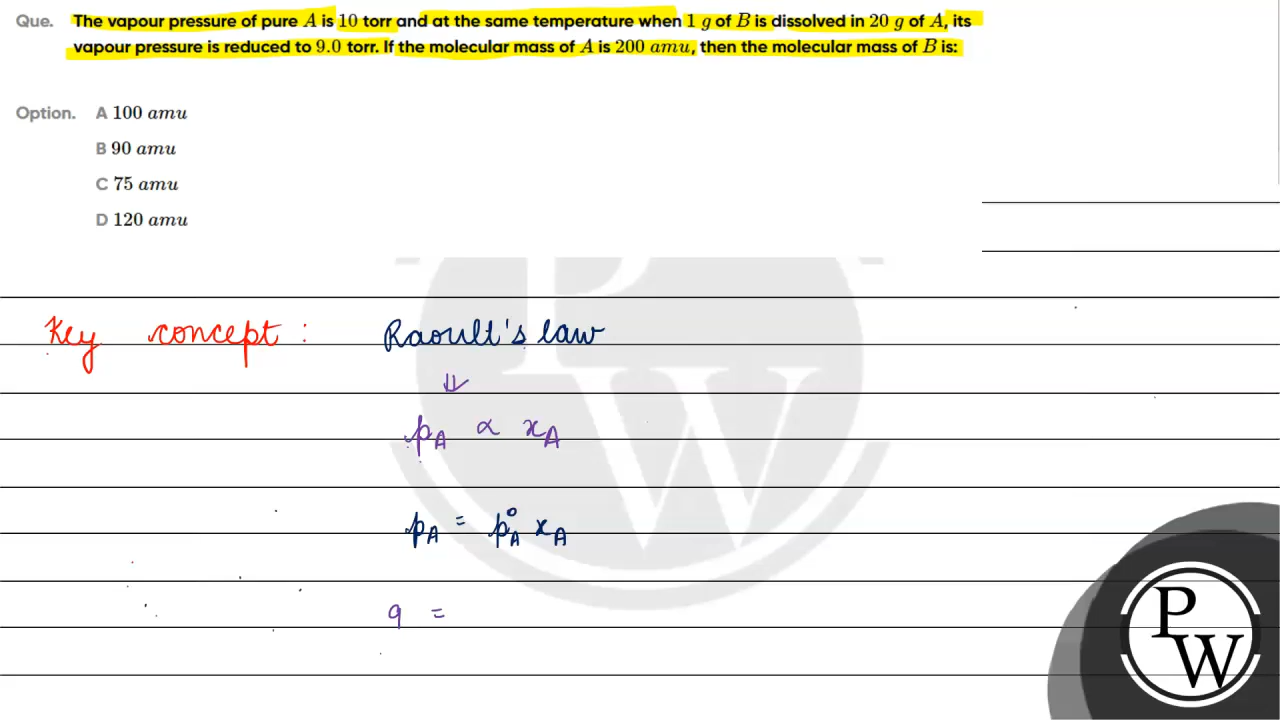 Que. The vapour pressure of pure A is 10 torr and at the same temperature when 1 g of B is dissolved in 20 g of A, its
vapour pressure is reduced to 9.0 torr. If the molecular mass of A is 200 amu, then the molecular mass of B is:
Option. A 100 amu
B 90 amu
C 75 amu
D 120 amu
Key concept : Raoult's law
⇓
pA ∝ xA
pA = p°A xA
9 =
PW
PW